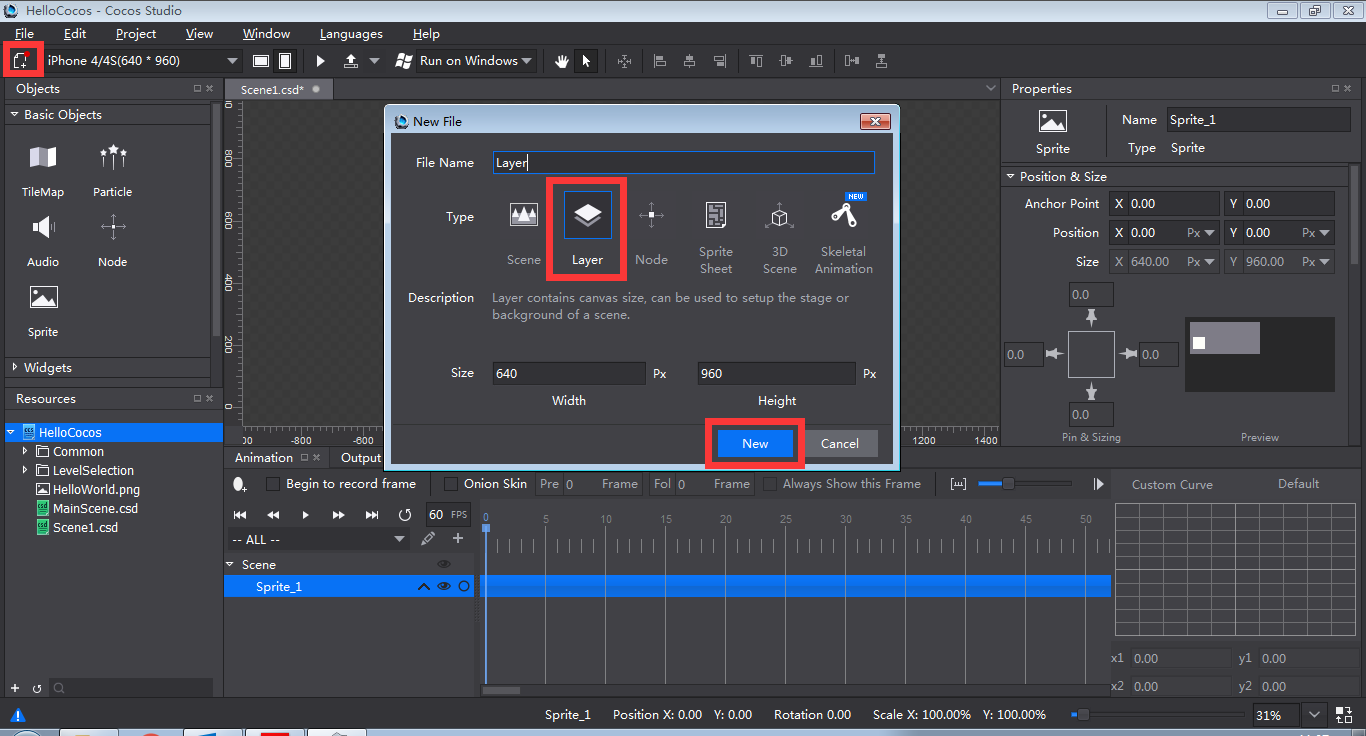 HelloCocos - Cocos Studio
File Edit Project View Window Languages Help
iPhone 4/4S(640 * 960) Run on Windows
Objects
Basic Objects
TileMap Particle
Audio Node
Sprite
Widgets
Resources
HelloCocos
Common
LevelSelection
HelloWorld.png
MainScene.csd
Scene1.csd
Scene1.csd*
800
600
400
200
0
-800 -600 1200 1400
New File
File Name Layer
Type
NEW
Scene Layer Node Sprite Sheet 3D Scene Skeletal Animation
Description Layer contains canvas size, can be used to setup the stage or
background of a scene.
Size 640 Px 960 Px
Width Height
New Cancel
Properties
Sprite
Name Sprite_1
Type Sprite
Position & Size
Anchor Point X 0.00 Y 0.00
Position X 0.00 Px Y 0.00 Px
Size X 640.00 Px Y 960.00 Px
0.0
0.0 0.0
0.0
Pin & Sizing Preview
Animation Output
Begin to record frame Onion Skin Pre 0 Frame Fol 0 Frame Always Show this Frame
Custom Curve Default
60 FPS
0 5 10 15 20 25 30 35 40 45 50
-- ALL --
Scene
Sprite_1
x1 0.00 y1 0.00
x2 0.00 y2 0.00
Sprite_1 Position X: 0.00 Y: 0.00 Rotation 0.00 Scale X: 100.00% Y: 100.00% 31%